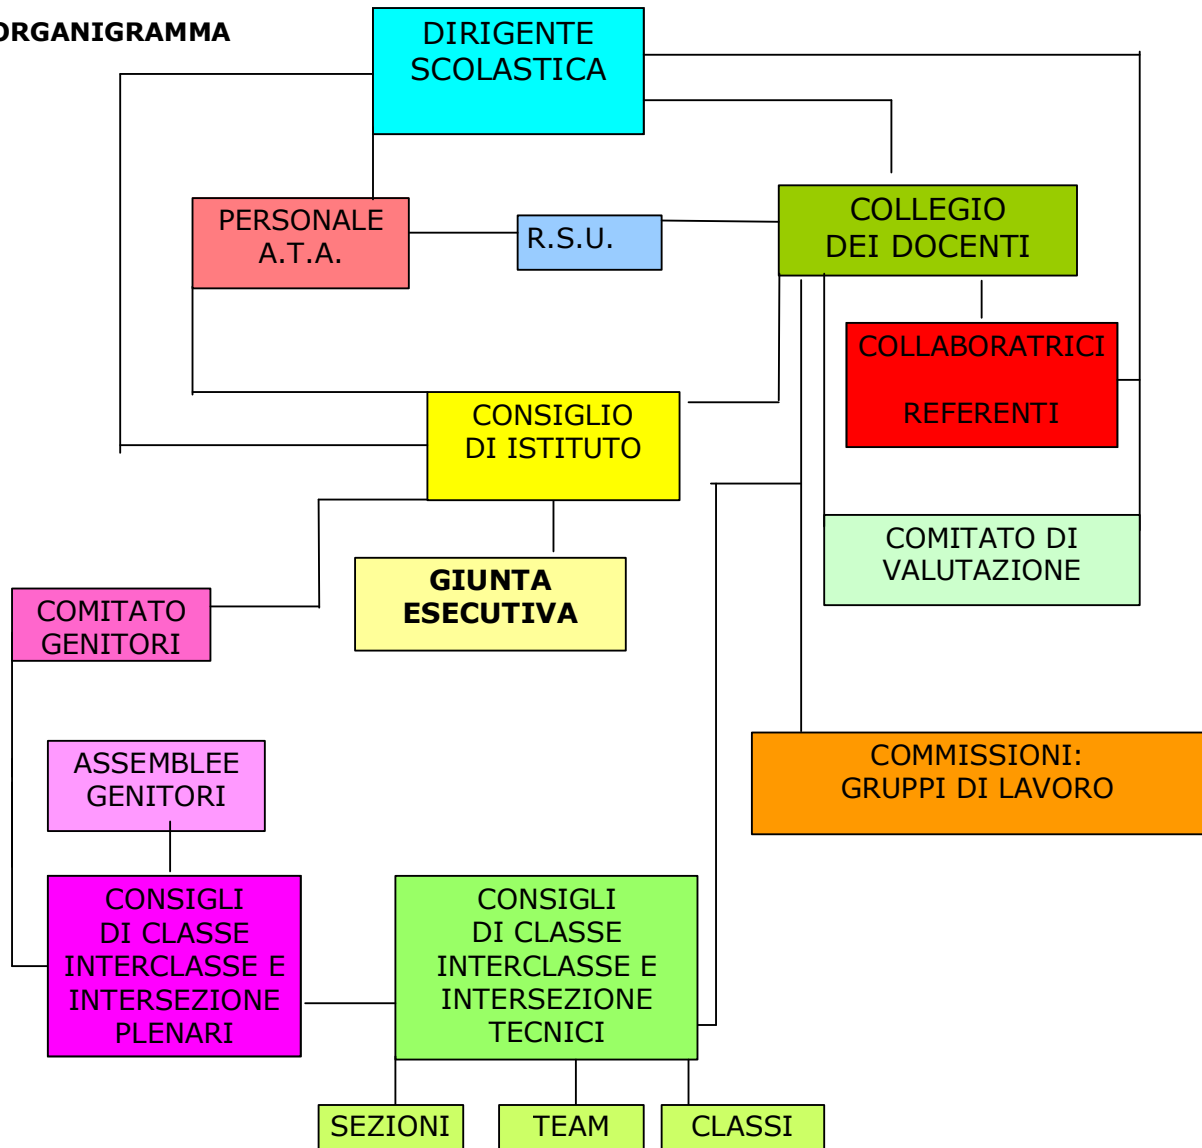 ORGANIGRAMMA
DIRIGENTE
SCOLASTICA
PERSONALE
A.T.A.
R.S.U.
COLLEGIO
DEI DOCENTI
COLLABORATRICI
REFERENTI
CONSIGLIO
DI ISTITUTO
COMITATO DI
VALUTAZIONE
GIUNTA
ESECUTIVA
COMITATO
GENITORI
ASSEMBLEE
GENITORI
COMMISSIONI:
GRUPPI DI LAVORO
CONSIGLI
DI CLASSE
INTERCLASSE E
INTERSEZIONE
PLENARI
CONSIGLI
DI CLASSE
INTERCLASSE E
INTERSEZIONE
TECNICI
SEZIONI
TEAM
CLASSI